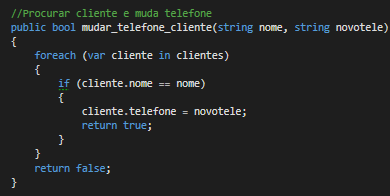 //Procurar cliente e muda telefone
public bool mudar_telefone_cliente(string nome, string novotele)
{
foreach (var cliente in clientes)
{
if (cliente.nome == nome)
{
cliente.telefone = novotele;
return true;
}
}
return false;
}